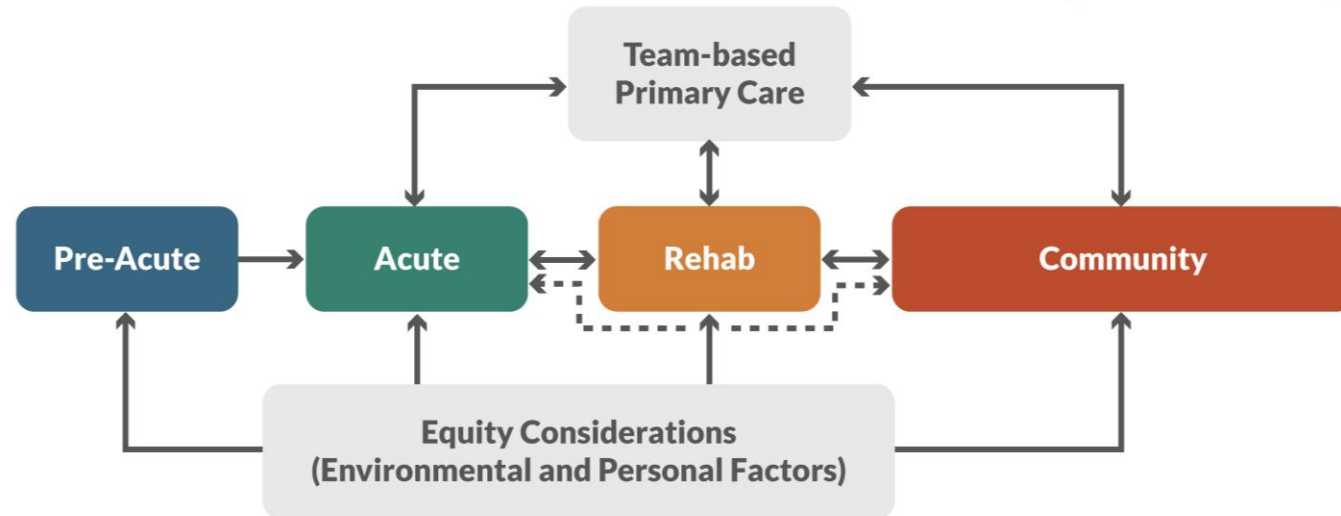 Team-based
Primary Care
Pre-Acute
Acute
Rehab
Community
Equity Considerations
(Environmental and Personal Factors)